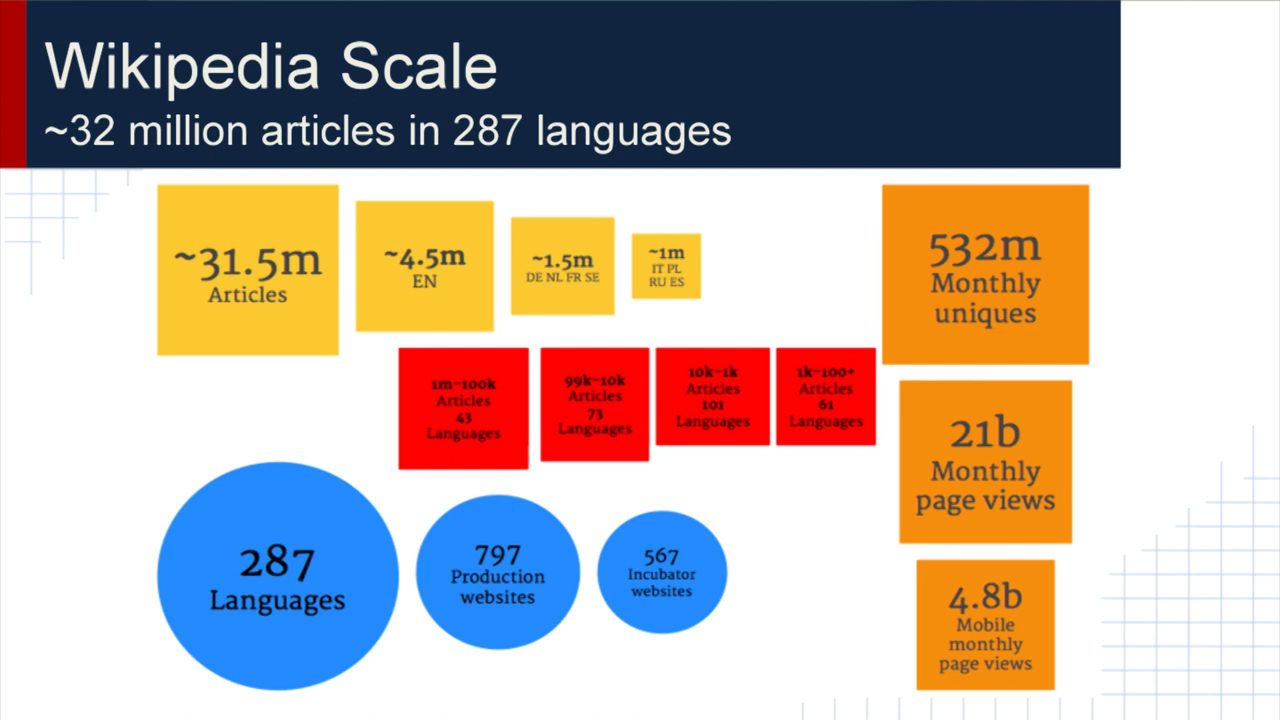 Wikipedia Scale
~32 million articles in 287 languages
~31.5m
Articles
~4.5m
EN
~1.5m
DE NL FR SE
~1m
IT PL
RU ES
532m
Monthly
uniques
1m-100k
Articles
43
Languages
99k-10k
Articles
73
Languages
10k-1k
Articles
101
Languages
1k-100+
Articles
61
Languages
21b
Monthly
page views
287
Languages
797
Production
websites
567
Incubator
websites
4.8b
Mobile
monthly
page views